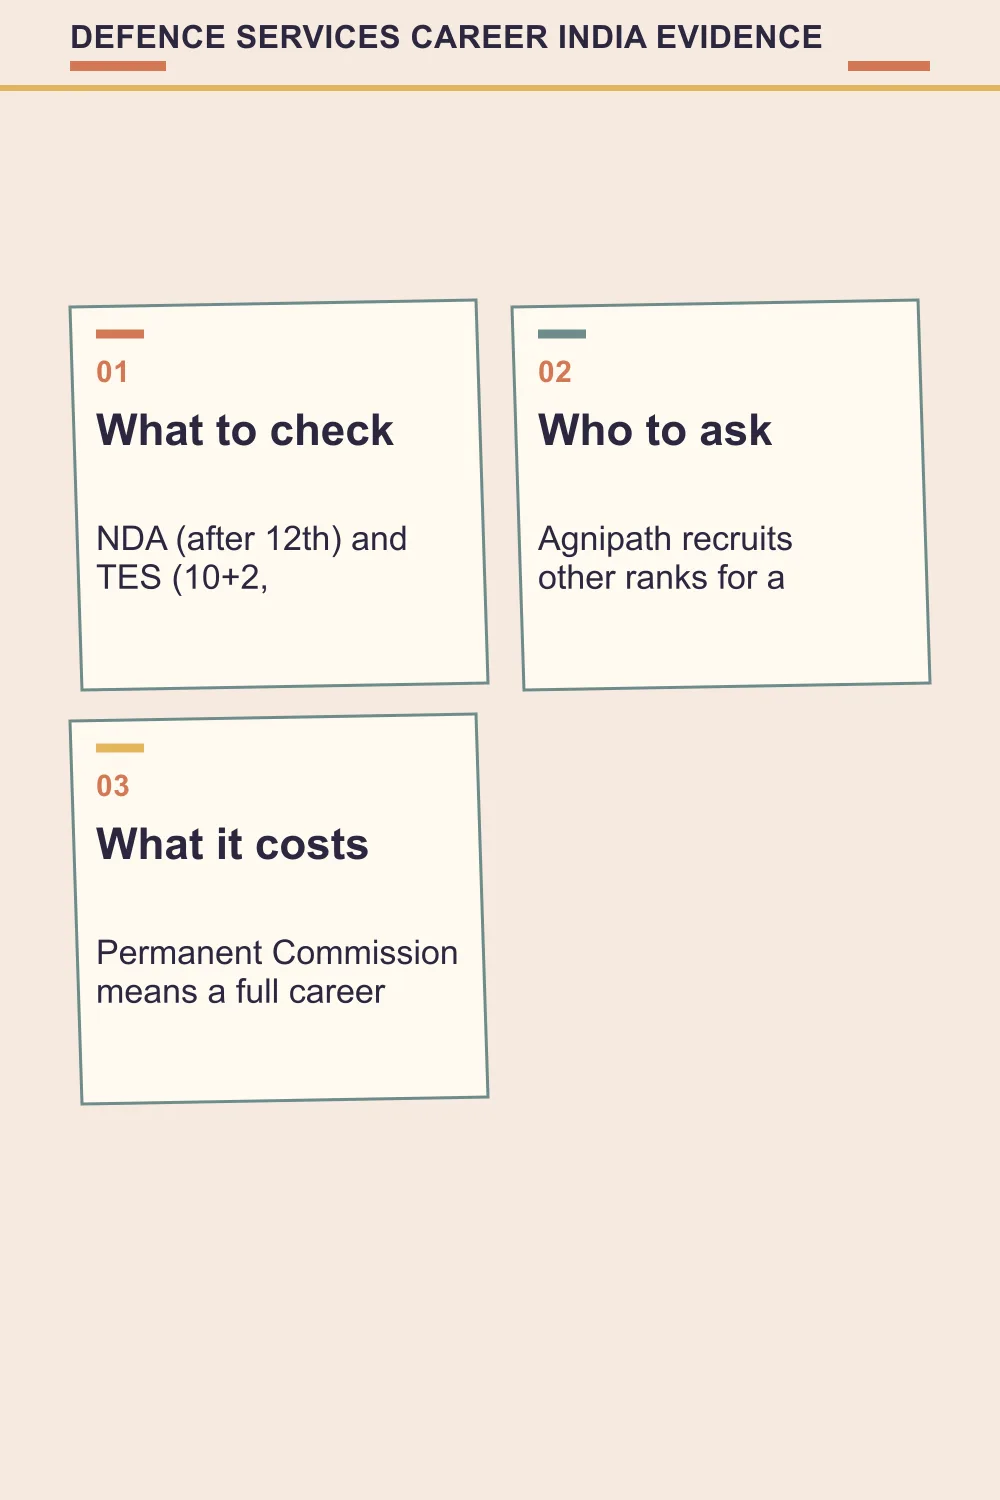 DEFENCE SERVICES CAREER INDIA EVIDENCE
01
What to check
NDA (after 12th) and
TES (10+2,
02
Who to ask
Agnipath recruits
other ranks for a
03
What it costs
Permanent Commission
means a full career